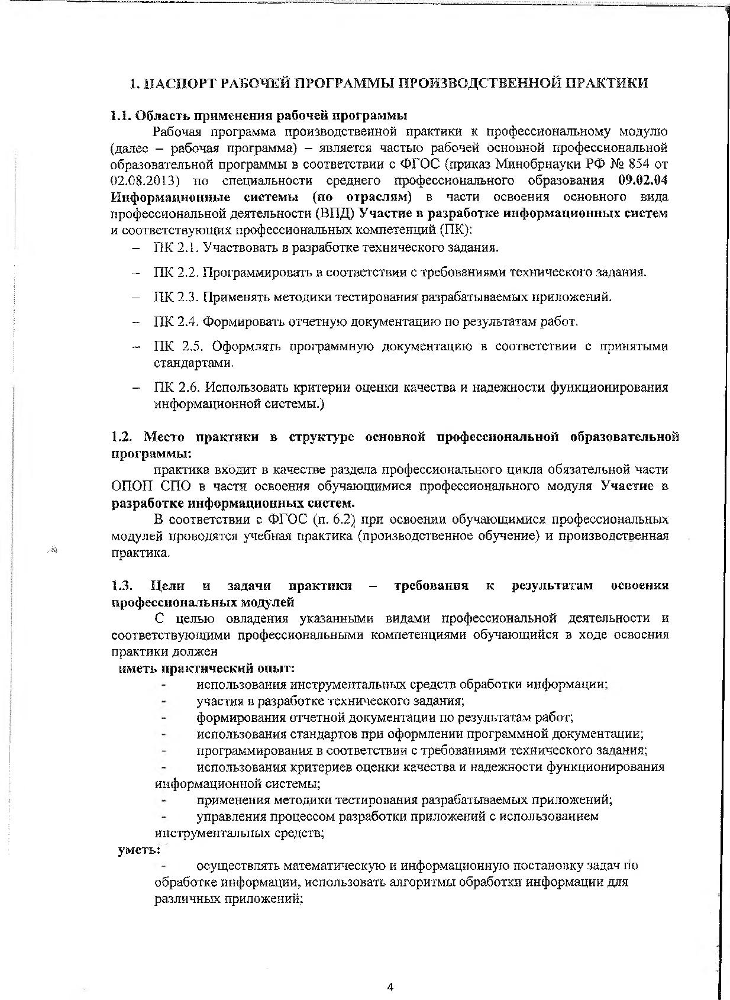 1. ПАСПОРТ РАБОЧЕЙ ПРОГРАММЫ ПРОИЗВОДСТВЕННОЙ ПРАКТИКИ
1.1. Область применения рабочей программы
Рабочая программа производственной практики к профессиональному модулю
(далее – рабочая программа) – является частью рабочей основной профессиональной
образовательной программы в соответствии с ФГОС (приказ Минобрнауки РФ № 854 от
02.08.2013) по специальности среднего профессионального образования 09.02.04
Информационные системы (по отраслям) в части освоения основного вида
профессиональной деятельности (ВПД) Участие в разработке информационных систем
и соответствующих профессиональных компетенций (ПК):
– ПК 2.1. Участвовать в разработке технического задания.
– ПК 2.2. Программировать в соответствии с требованиями технического задания.
– ПК 2.3. Применять методики тестирования разрабатываемых приложений.
– ПК 2.4. Формировать отчетную документацию по результатам работ.
– ПК 2.5. Оформлять программную документацию в соответствии с принятыми
стандартами.
– ПК 2.6. Использовать критерии оценки качества и надежности функционирования
информационной системы.)
1.2. Место практики в структуре основной профессиональной образовательной
программы:
практика входит в качестве раздела профессионального цикла обязательной части
ОПОП СПО в части освоения обучающимися профессионального модуля Участие в
разработке информационных систем.
В соответствии с ФГОС (п. 6.2) при освоении обучающимися профессиональных
модулей проводятся учебная практика (производственное обучение) и производственная
практика.
1.3. Цели и задачи практики – требования к результатам освоения
профессиональных модулей
С целью овладения указанными видами профессиональной деятельности и
соответствующими профессиональными компетенциями обучающийся в ходе освоения
практики должен
иметь практический опыт:
- использования инструментальных средств обработки информации;
- участия в разработке технического задания;
- формирования отчетной документации по результатам работ;
- использования стандартов при оформлении программной документации;
- программирования в соответствии с требованиями технического задания;
- использования критериев оценки качества и надежности функционирования
информационной системы;
- применения методики тестирования разрабатываемых приложений;
- управления процессом разработки приложений с использованием
инструментальных средств;
уметь:
- осуществлять математическую и информационную постановку задач по
обработке информации, использовать алгоритмы обработки информации для
различных приложений;
4